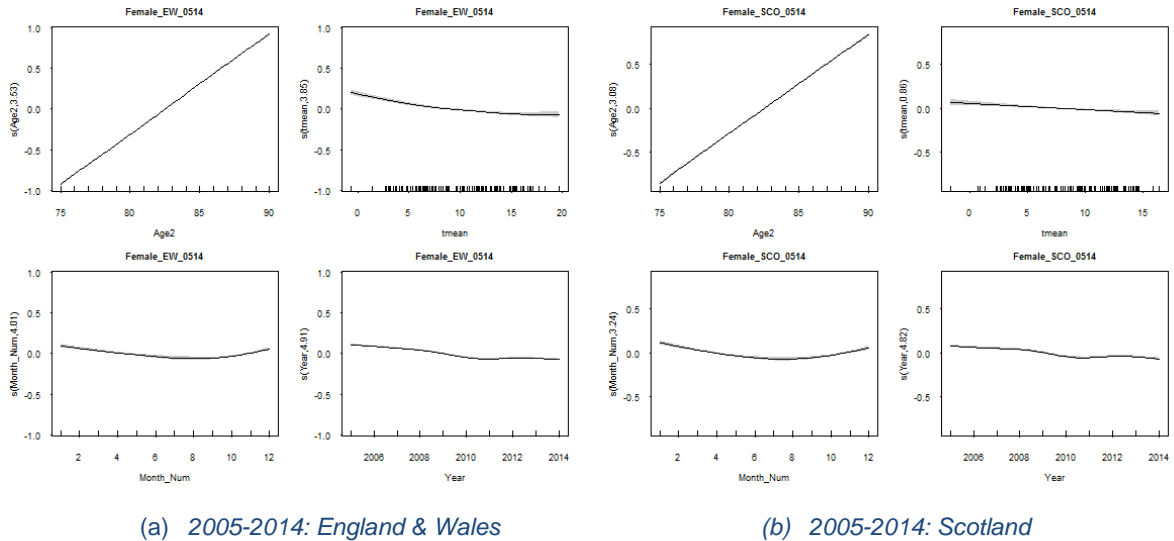 Female_EW_0514
1.0
0.5
0.0
-0.5
-1.0
s(Age2,3.53)
75 80 85 90
Age2
Female_EW_0514
1.0
0.5
0.0
-0.5
-1.0
s(tmean,3.85)
0 5 10 15 20
tmean
Female_SCO_0514
0.5
0.0
-0.5
s(Age2,3.08)
75 80 85 90
Age2
Female_SCO_0514
0.5
0.0
-0.5
s(tmean,0.86)
0 5 10 15
tmean
Female_EW_0514
1.0
0.5
0.0
-0.5
-1.0
s(Month_Num,4.01)
2 4 6 8 10 12
Month_Num
Female_EW_0514
1.0
0.5
0.0
-0.5
-1.0
s(Year,4.91)
2006 2008 2010 2012 2014
Year
Female_SCO_0514
0.5
0.0
-0.5
s(Month_Num,3.24)
2 4 6 8 10 12
Month_Num
Female_SCO_0514
0.5
0.0
-0.5
s(Year,4.82)
2006 2008 2010 2012 2014
Year
(a) 2005-2014: England & Wales
(b) 2005-2014: Scotland